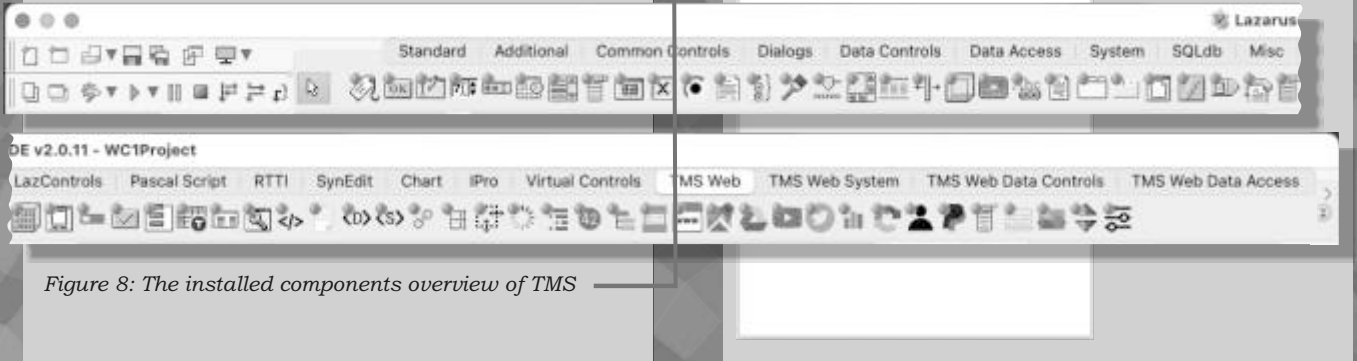 Lazarus
Standard Additional Common Controls Dialogs Data Controls Data Access System SQLdb Misc
OK
DE v2.0.11 - WC1Project
LazControls Pascal Script RTTI SynEdit Chart IPro Virtual Controls TMS Web TMS Web System TMS Web Data Controls TMS Web Data Access
<D> <S>
Figure 8: The installed components overview of TMS